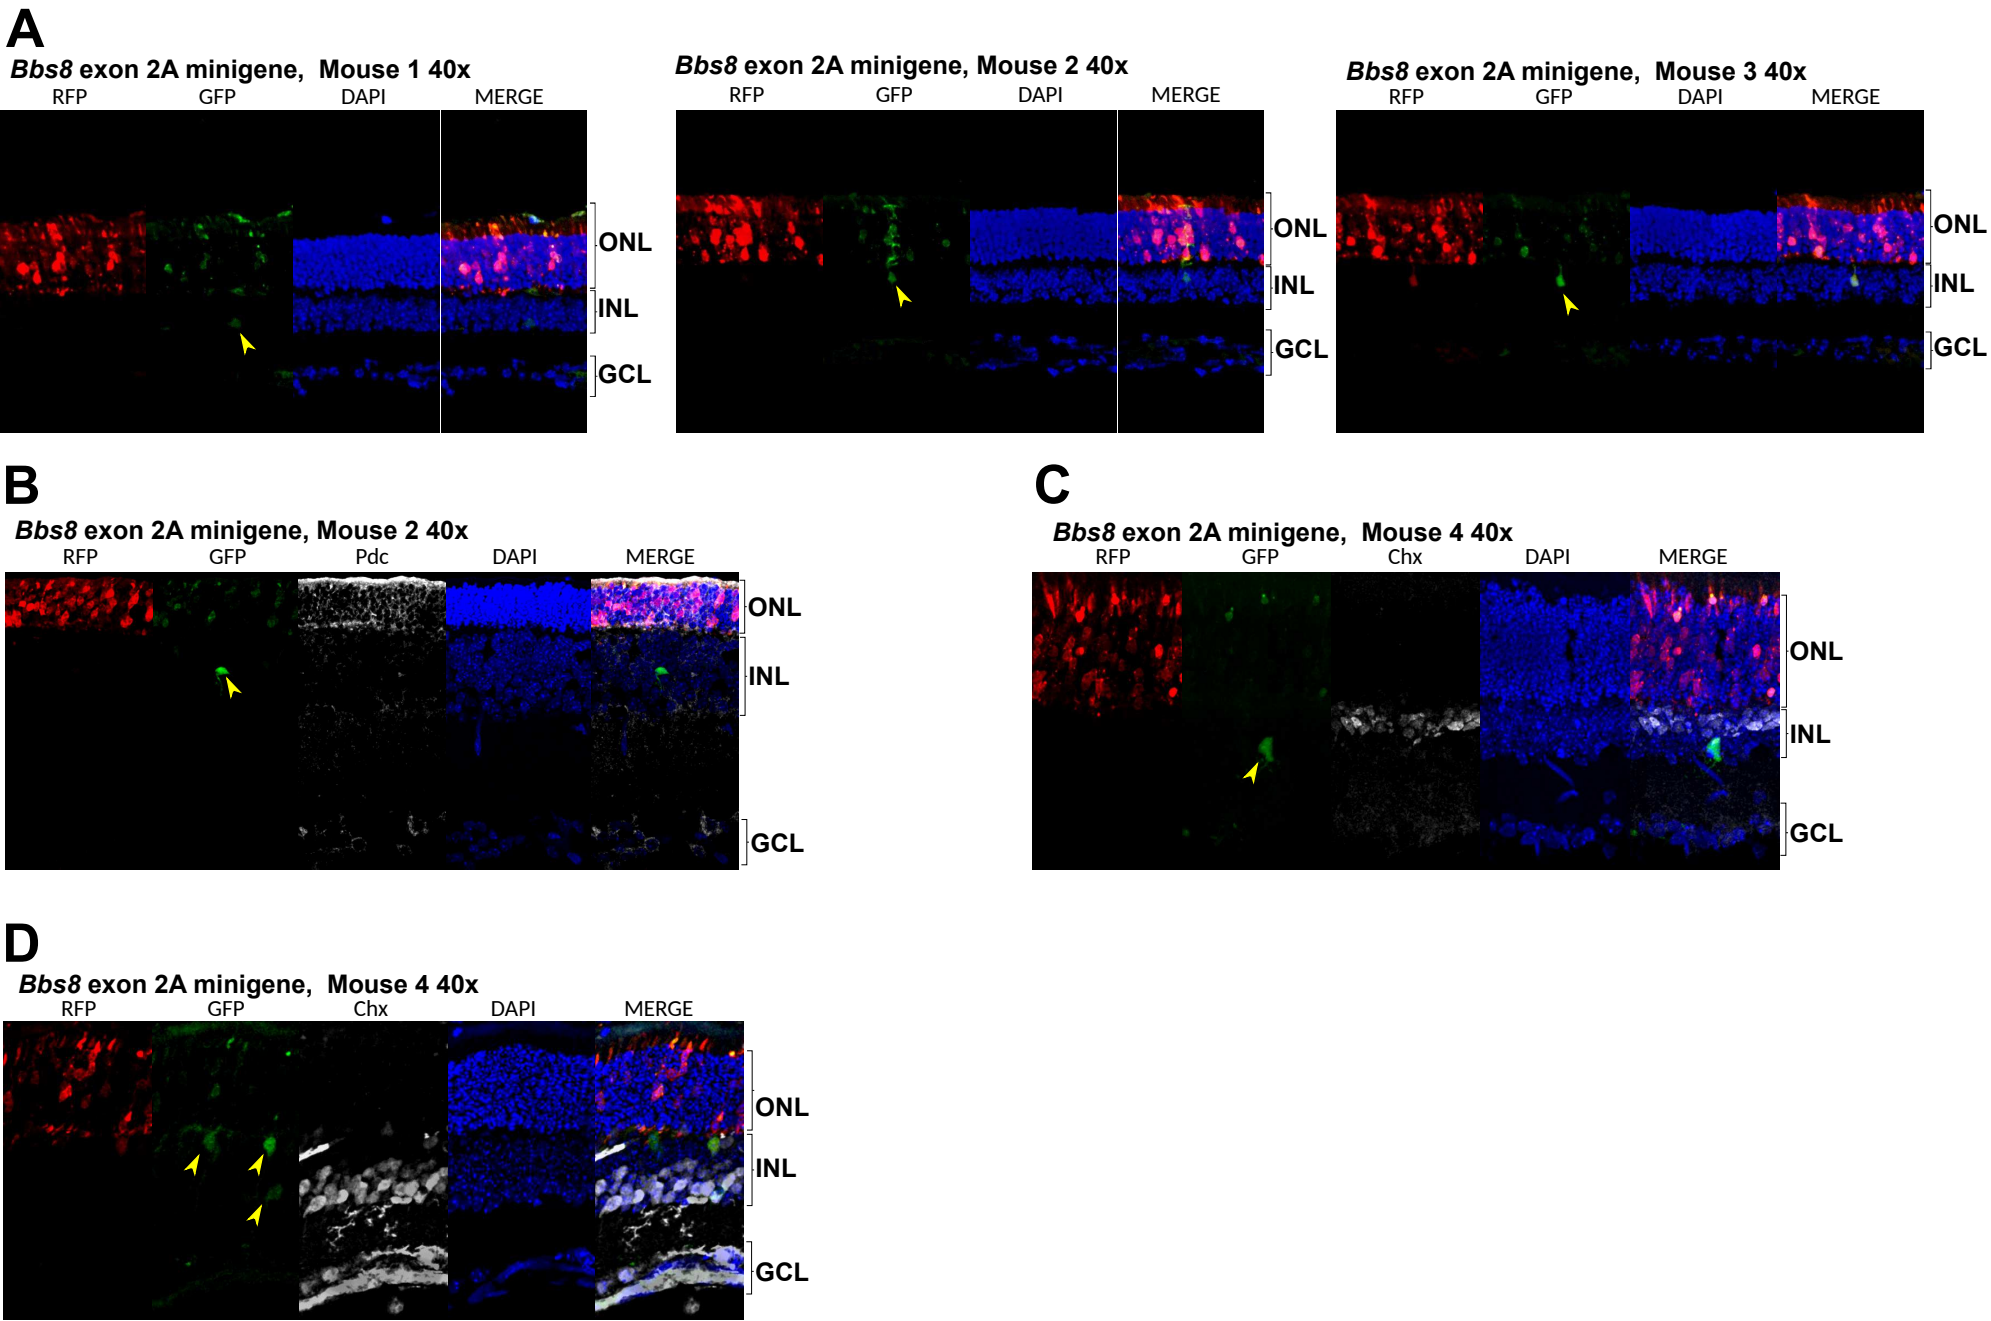 A
Bbs8 exon 2A minigene, Mouse 1 40x
RFP GFP DAPI MERGE
ONL
INL
GCL
Bbs8 exon 2A minigene, Mouse 2 40x
RFP GFP DAPI MERGE
ONL
INL
GCL
Bbs8 exon 2A minigene, Mouse 3 40x
RFP GFP DAPI MERGE
ONL
INL
GCL
B
Bbs8 exon 2A minigene, Mouse 2 40x
RFP GFP Pdc DAPI MERGE
ONL
INL
GCL
C
Bbs8 exon 2A minigene, Mouse 4 40x
RFP GFP Chx DAPI MERGE
ONL
INL
GCL
D
Bbs8 exon 2A minigene, Mouse 4 40x
RFP GFP Chx DAPI MERGE
ONL
INL
GCL